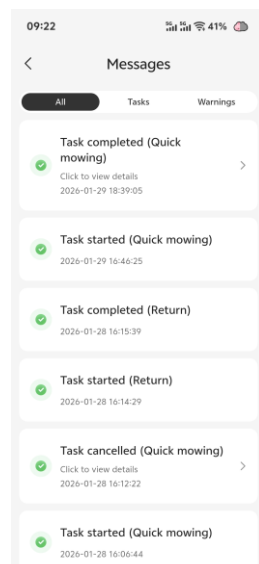 09:22
5G 5G 41%
Messages
All Tasks Warnings
Task completed (Quick
mowing)
Click to view details
2026-01-29 18:39:05
Task started (Quick mowing)
2026-01-29 16:46:25
Task completed (Return)
2026-01-28 16:15:39
Task started (Return)
2026-01-28 16:14:29
Task cancelled (Quick mowing)
Click to view details
2026-01-28 16:12:22
Task started (Quick mowing)
2026-01-28 16:06:44